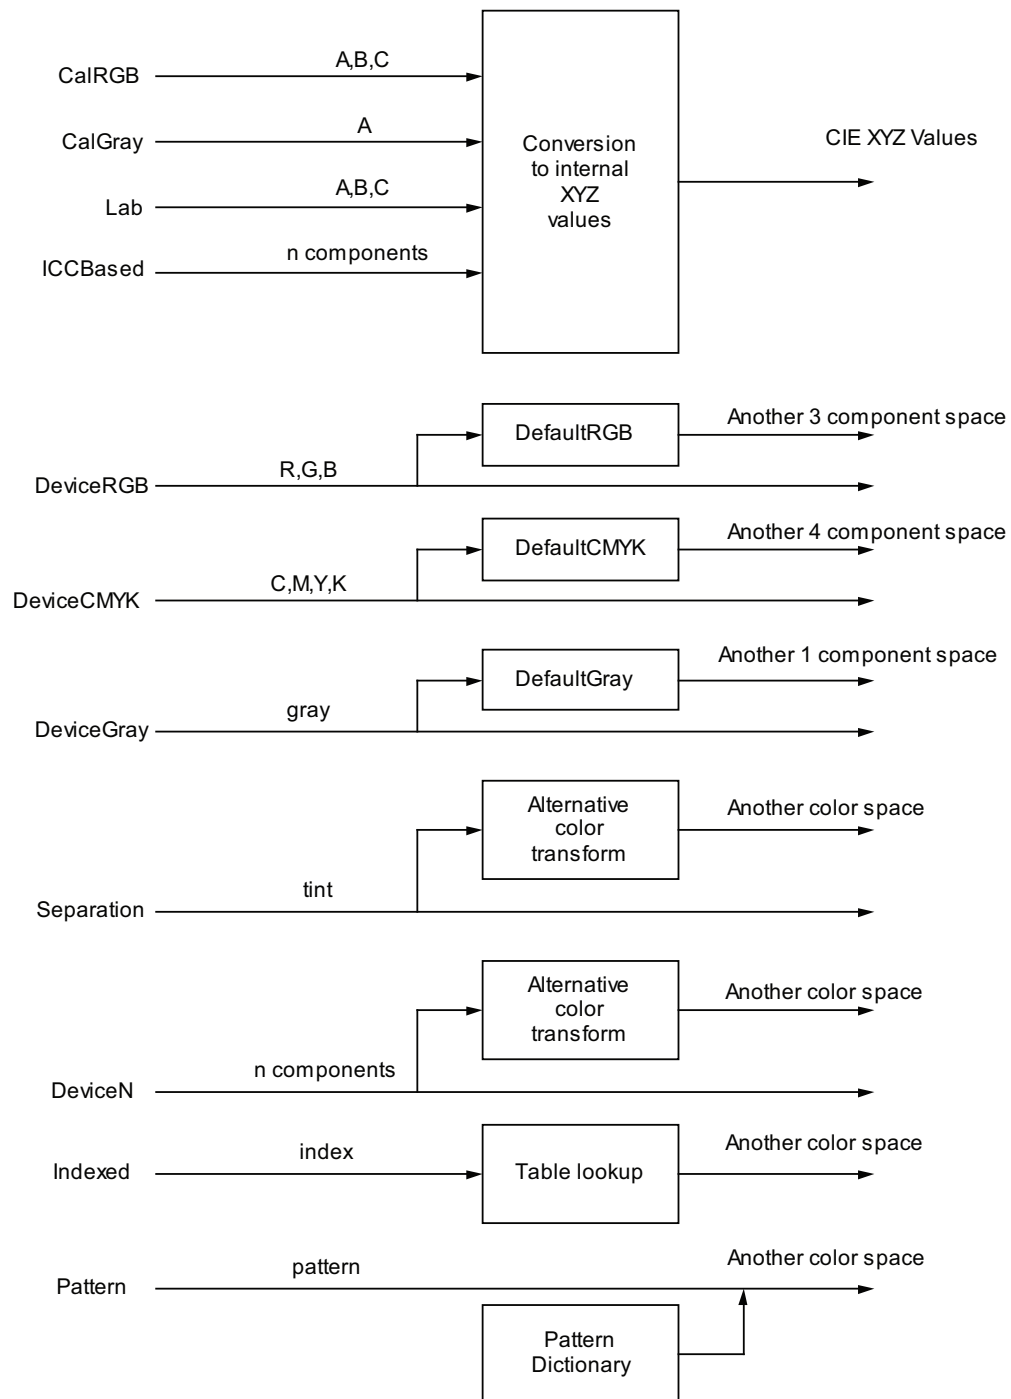 CalRGB
A,B,C
CalGray
A
Lab
A,B,C
ICCBased
n components
Conversion
to internal
XYZ
values
CIE XYZ Values
DeviceRGB
R,G,B
DefaultRGB
Another 3 component space
DeviceCMYK
C,M,Y,K
DefaultCMYK
Another 4 component space
DeviceGray
gray
DefaultGray
Another 1 component space
Separation
tint
Alternative
color
transform
Another color space
DeviceN
n components
Alternative
color
transform
Another color space
Indexed
index
Table lookup
Another color space
Pattern
pattern
Another color space
Pattern
Dictionary